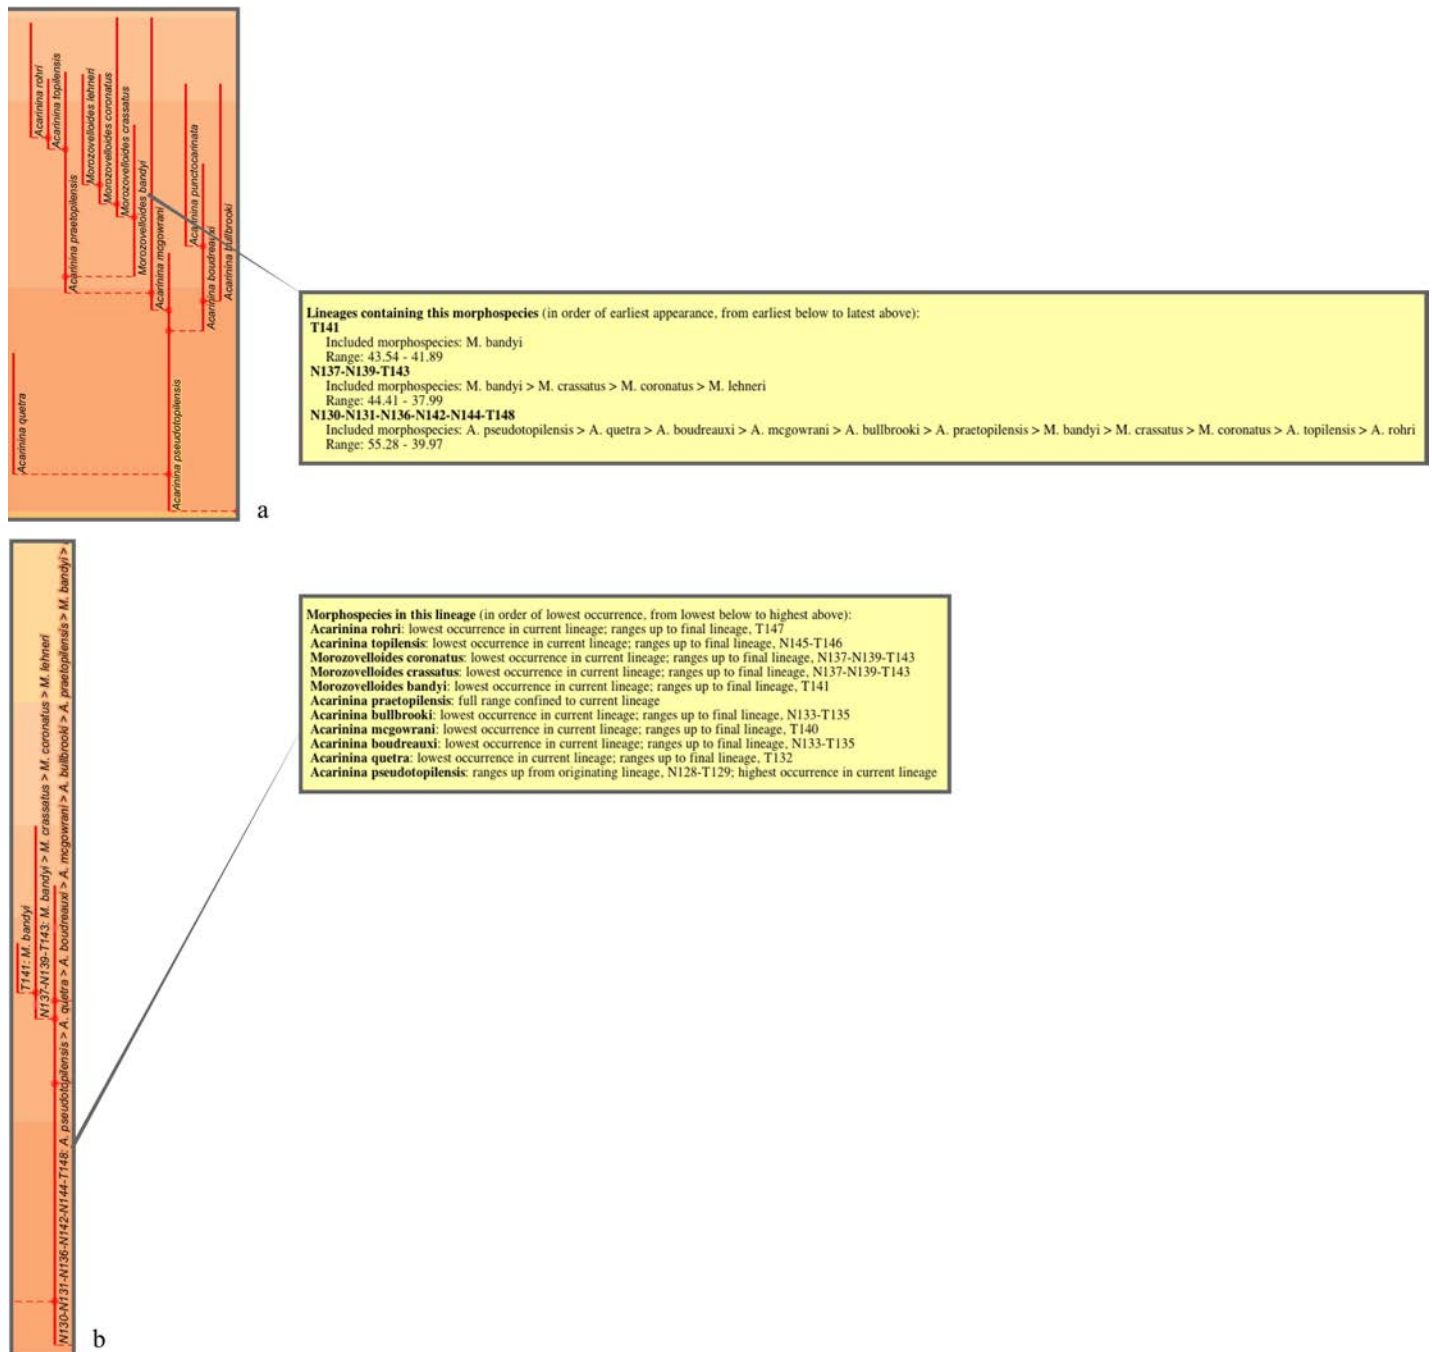 Acarinina rohri
Acarinina topilensis
Acarinina praetopilensis
Morozovelloides lehneri
Morozovelloides coronatus
Morozovelloides crassatus
Morozovelloides bandyi
Acarinina mcgowrani
Acarinina punctocarinata
Acarinina boudreauxi
Acarinina bullbrooki
Acarinina quetra
Acarinina pseudotopilensis
Lineages containing this morphospecies (in order of earliest appearance, from earliest below to latest above):
T141
Included morphospecies: M. bandyi
Range: 43.54 - 41.89
N137-N139-T143
Included morphospecies: M. bandyi > M. crassatus > M. coronatus > M. lehneri
Range: 44.41 - 37.99
N130-N131-N136-N142-N144-T148
Included morphospecies: A. pseudotopilensis > A. quetra > A. boudreauxi > A. mcgowrani > A. bullbrooki > A. praetopilensis > M. bandyi > M. crassatus > M. coronatus > A. topilensis > A. rohri
Range: 55.28 - 39.97
a
T141: M. bandyi
N137-N139-T143: M. bandyi > M. crassatus > M. coronatus > M. lehneri
N130-N131-N136-N142-N144-T148: A. pseudotopilensis > A. quetra > A. boudreauxi > A. mcgowrani > A. bullbrooki > A. praetopilensis > M. bandyi >
Morphospecies in this lineage (in order of lowest occurrence, from lowest below to highest above):
Acarinina rohri: lowest occurrence in current lineage; ranges up to final lineage, T147
Acarinina topilensis: lowest occurrence in current lineage; ranges up to final lineage, N145-T146
Morozovelloides coronatus: lowest occurrence in current lineage; ranges up to final lineage, N137-N139-T143
Morozovelloides crassatus: lowest occurrence in current lineage; ranges up to final lineage, N137-N139-T143
Morozovelloides bandyi: lowest occurrence in current lineage; ranges up to final lineage, T141
Acarinina praetopilensis: full range confined to current lineage
Acarinina bullbrooki: lowest occurrence in current lineage; ranges up to final lineage, N133-T135
Acarinina mcgowrani: lowest occurrence in current lineage; ranges up to final lineage, T140
Acarinina boudreauxi: lowest occurrence in current lineage; ranges up to final lineage, N133-T135
Acarinina quetra: lowest occurrence in current lineage; ranges up to final lineage, T132
Acarinina pseudotopilensis: ranges up from originating lineage, N128-T129; highest occurrence in current lineage
b